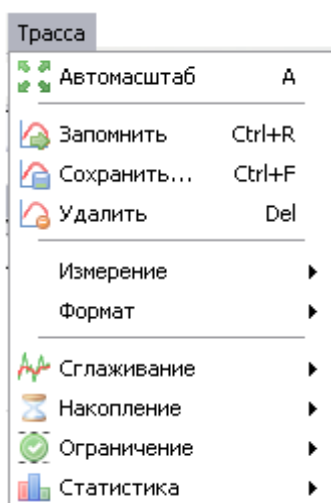 Трасса
Автомасштаб A
Запомнить Ctrl+R
Сохранить... Ctrl+F
Удалить Del
Измерение
Формат
Сглаживание
Накопление
Ограничение
Статистика